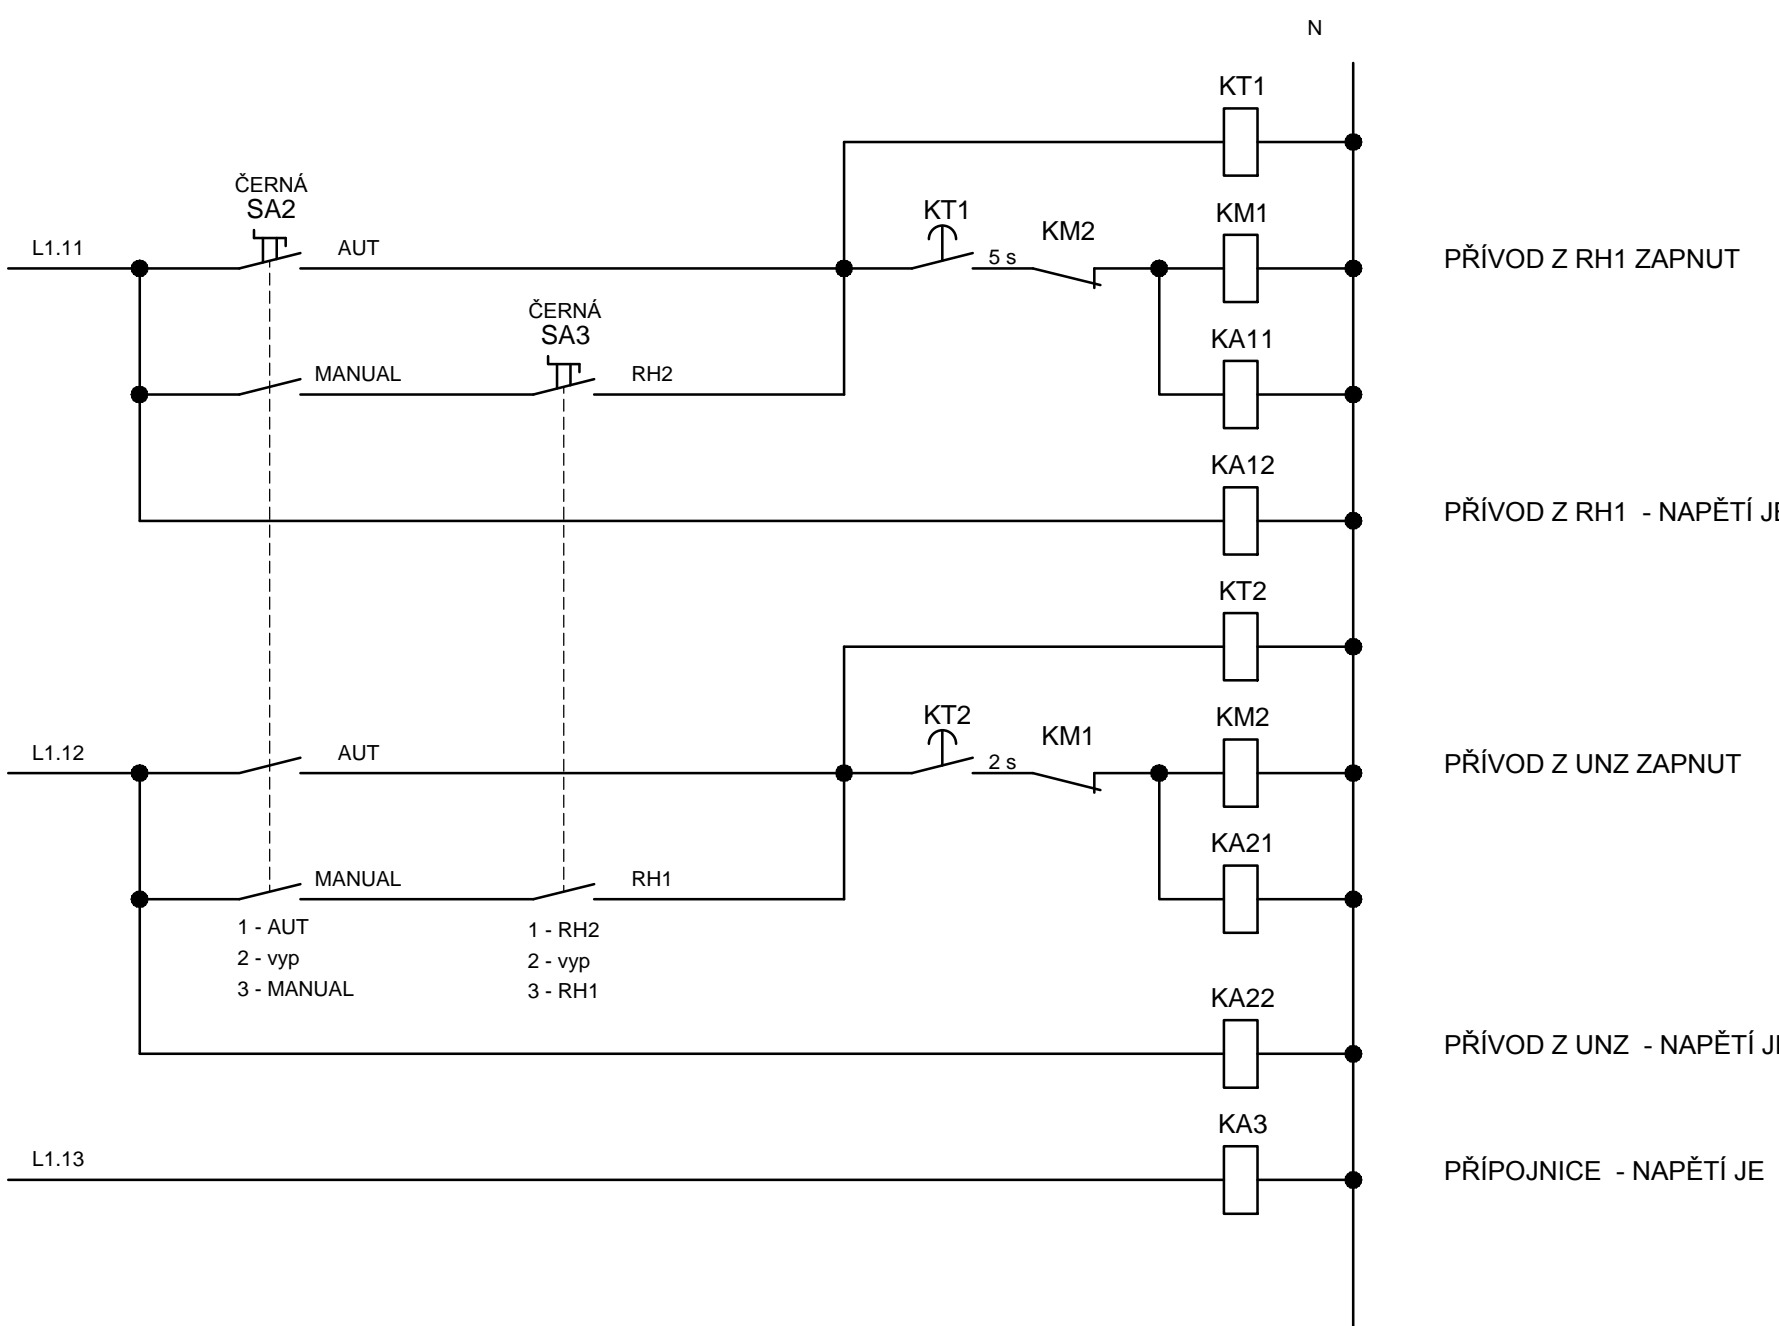 N
KT1
ČERNÁ
SA2
L1.11
AUT
KT1
5 s
KM2
KM1
PŘÍVOD Z RH1 ZAPNUT
ČERNÁ
SA3
MANUAL
RH2
KA11
KA12
PŘÍVOD Z RH1 - NAPĚTÍ JE
KT2
L1.12
AUT
KT2
2 s
KM1
KM2
PŘÍVOD Z UNZ ZAPNUT
MANUAL
RH1
KA21
1 - AUT
2 - vyp
3 - MANUAL
1 - RH2
2 - vyp
3 - RH1
KA22
PŘÍVOD Z UNZ - NAPĚTÍ JE
L1.13
KA3
PŘÍPOJNICE - NAPĚTÍ JE